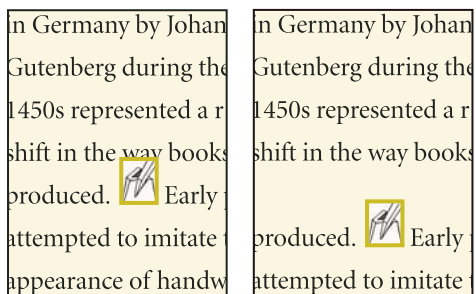 in Germany by Johan
Gutenberg during the
1450s represented a r
shift in the way books
produced. Early
attempted to imitate t
appearance of handw
in Germany by Johan
Gutenberg during the
1450s represented a r
shift in the way books
produced. Early
attempted to imitate